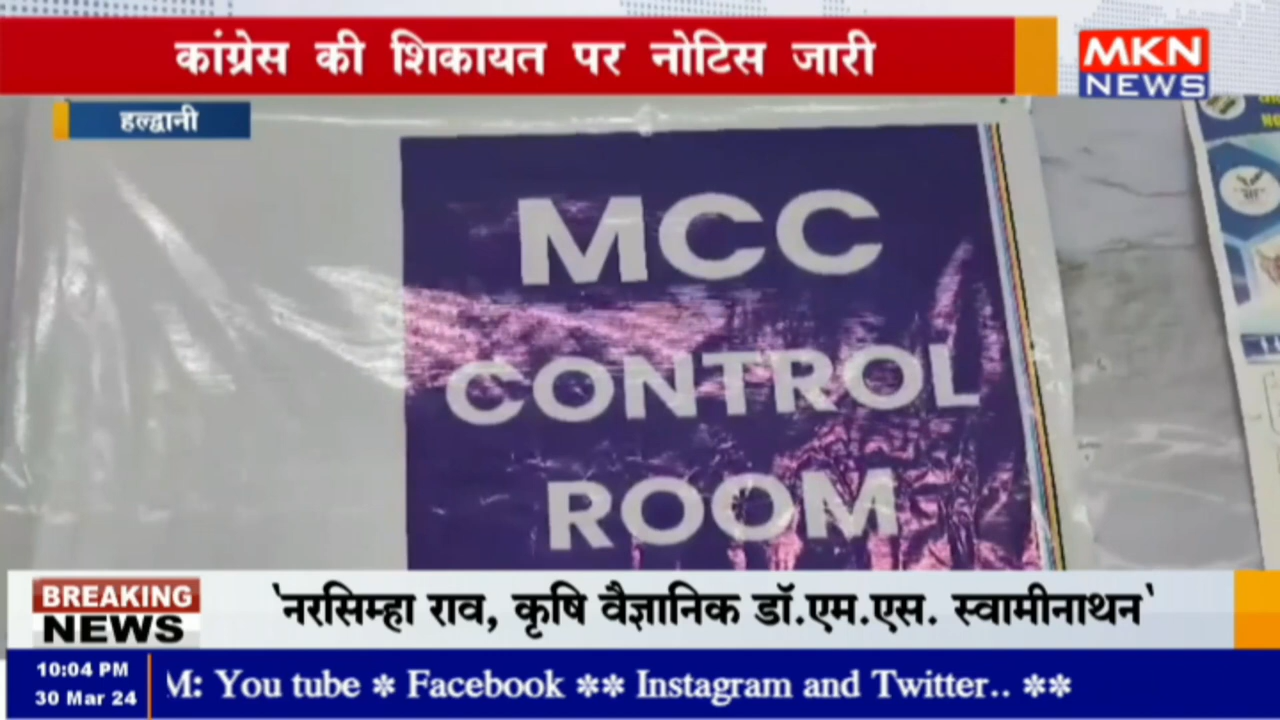 कांग्रेस की शिकायत पर नोटिस जारी
MKN
NEWS
हल्द्वानी
MCC
CONTROL
ROOM
BREAKING
NEWS
'नरसिम्हा राव, कृषि वैज्ञानिक डॉ.एम.एस. स्वामीनाथन'
10:04 PM
30 Mar 24
M: You tube * Facebook ** Instagram and Twitter.. **